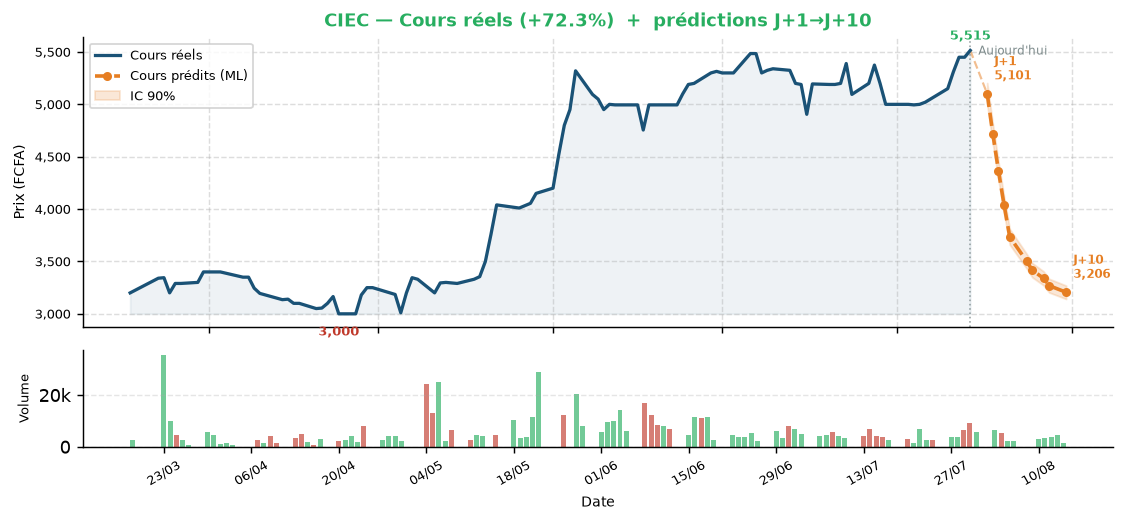 CIEC — Cours réels (+72.3%)  +  prédictions J+1→J+10
5,515
Aujourd'hui
J+1
5,101
Cours réels
Cours prédits (ML)
IC 90%
Prix (FCFA)
5,500
5,000
4,500
4,000
3,500
3,000
J+10
3,206
3,000
Volume
20k
0
23/03
06/04
20/04
04/05
18/05
01/06
15/06
29/06
13/07
27/07
10/08
Date